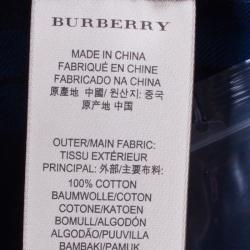 BURBERRY
MADE IN CHINA
FABRIQUÉ EN CHINE
FABRICADO NA CHINA
原產地 中國/ 원산지: 중국
原产地 中国
OUTER/MAIN FABRIC:
TISSU EXTÉRIEUR
PRINCIPAL: 外部/主要布料:
100% COTTON
BAUMWOLLE/COTON
COTONE/KATOEN
BOMULL/ALGODÓN
ALGODÃO/PUUVILLA
BAMBAKI/PAMUK